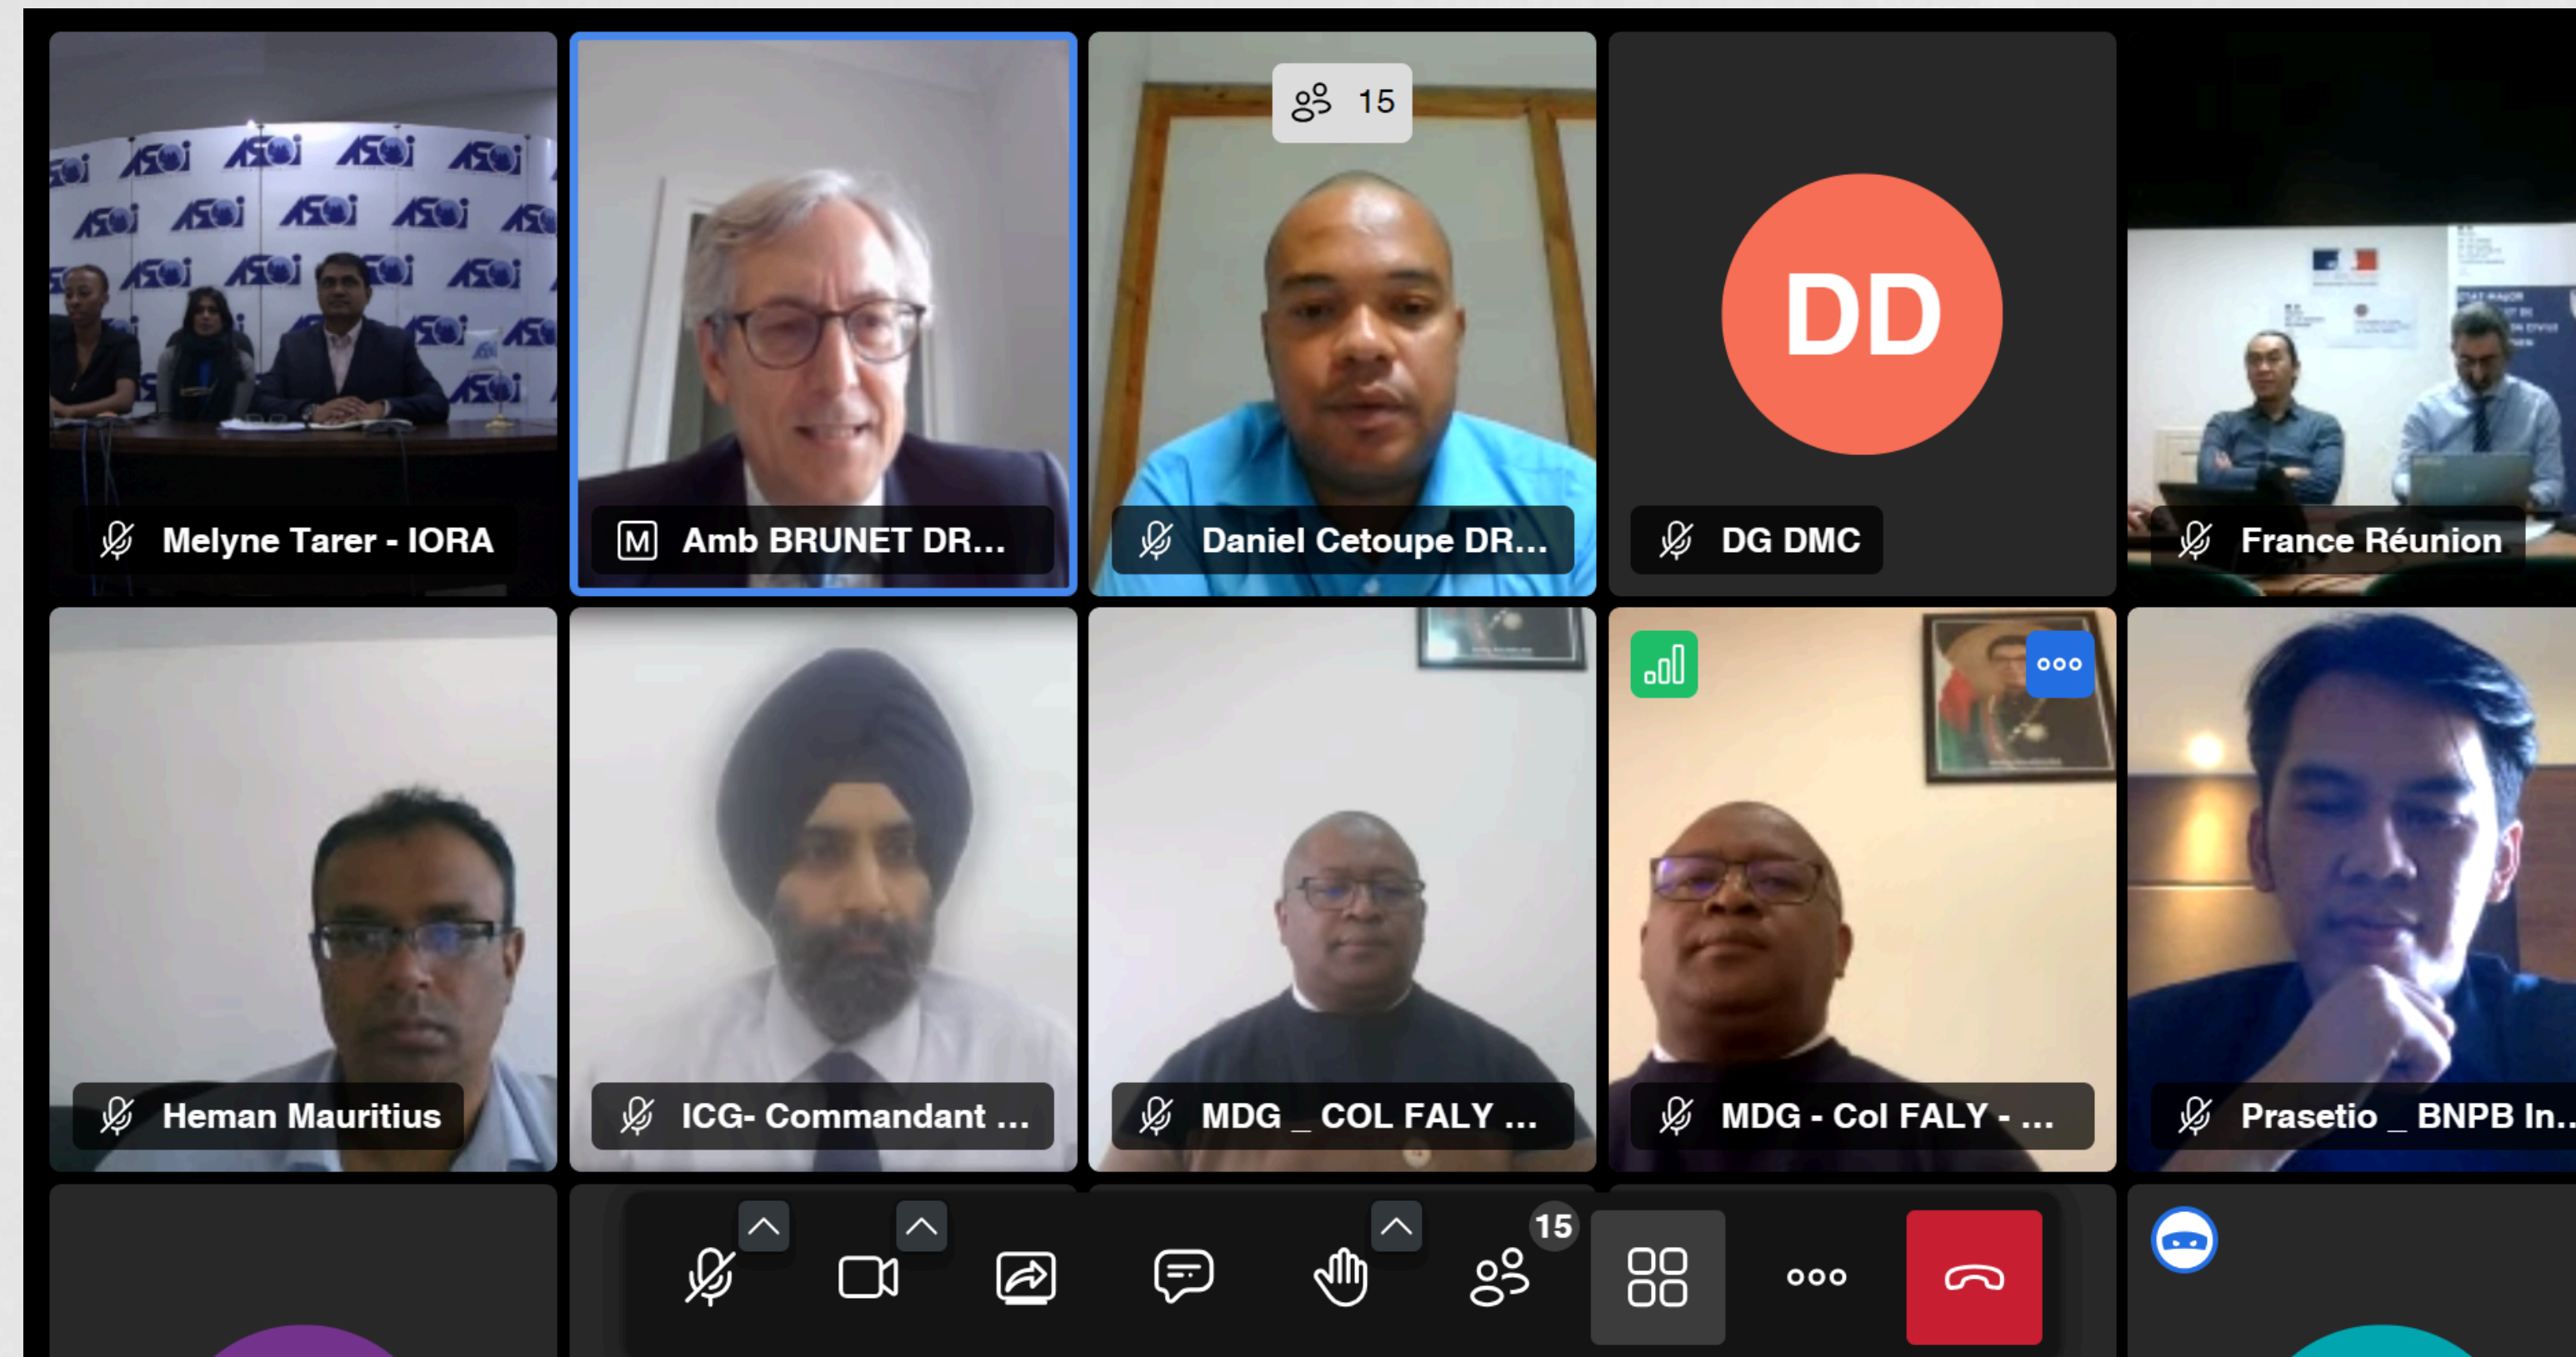 15
DD
Melyne Tarer - IORA
Amb BRUNET DR...
Daniel Cetoupe DR...
DG DMC
France Réunion
Heman Mauritius
ICG- Commandant ...
MDG _ COL FALY ...
MDG - Col FALY - ...
Prasetio _ BNPB In...
15